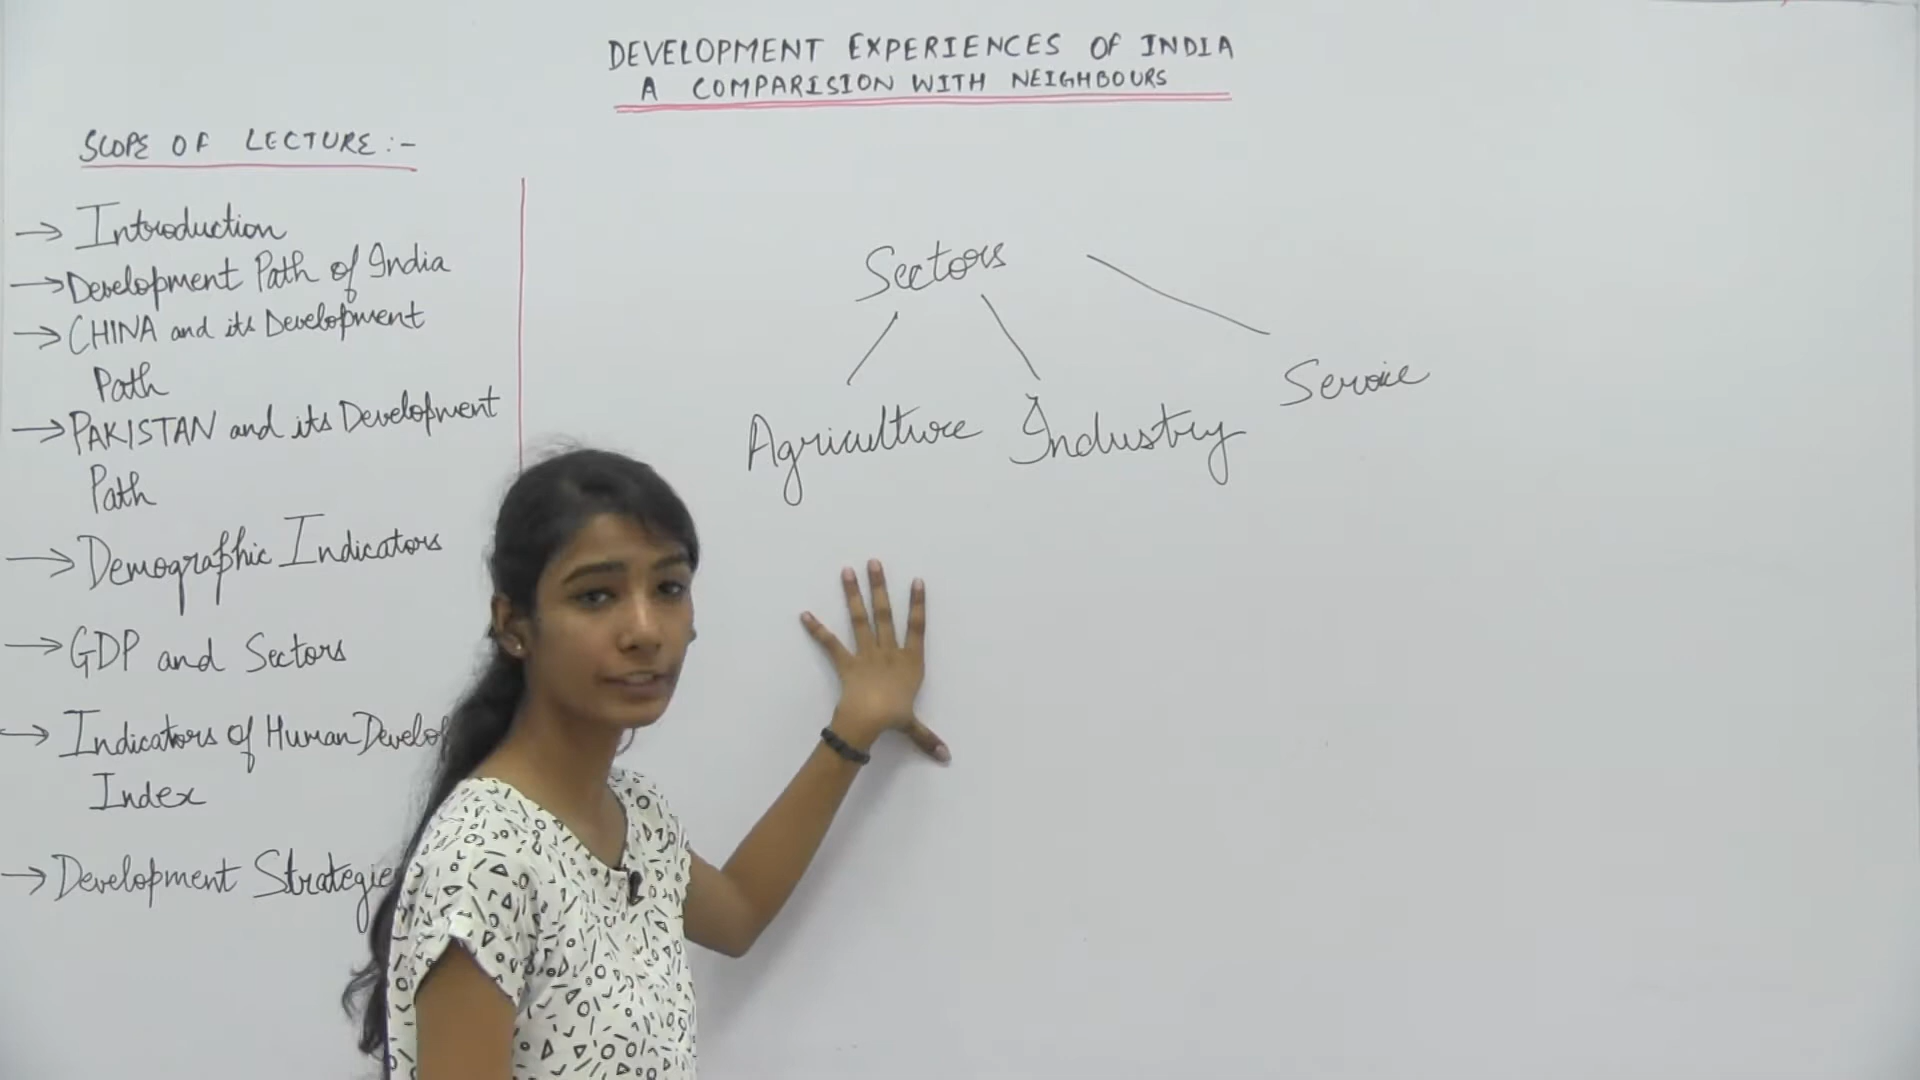 DEVELOPMENT EXPERIENCES OF INDIA
A COMPARISION WITH NEIGHBOURS
SCOPE OF LECTURE:-
→ Introduction
→ Development Path of India
→ CHINA and its Development
Path
→ PAKISTAN and its Development
Path
→ Demographic Indicators
→ GDP and Sectors
→ Indicators of Human Develop
Index
→ Development Strategie
Sectors
Agriculture Industry Service